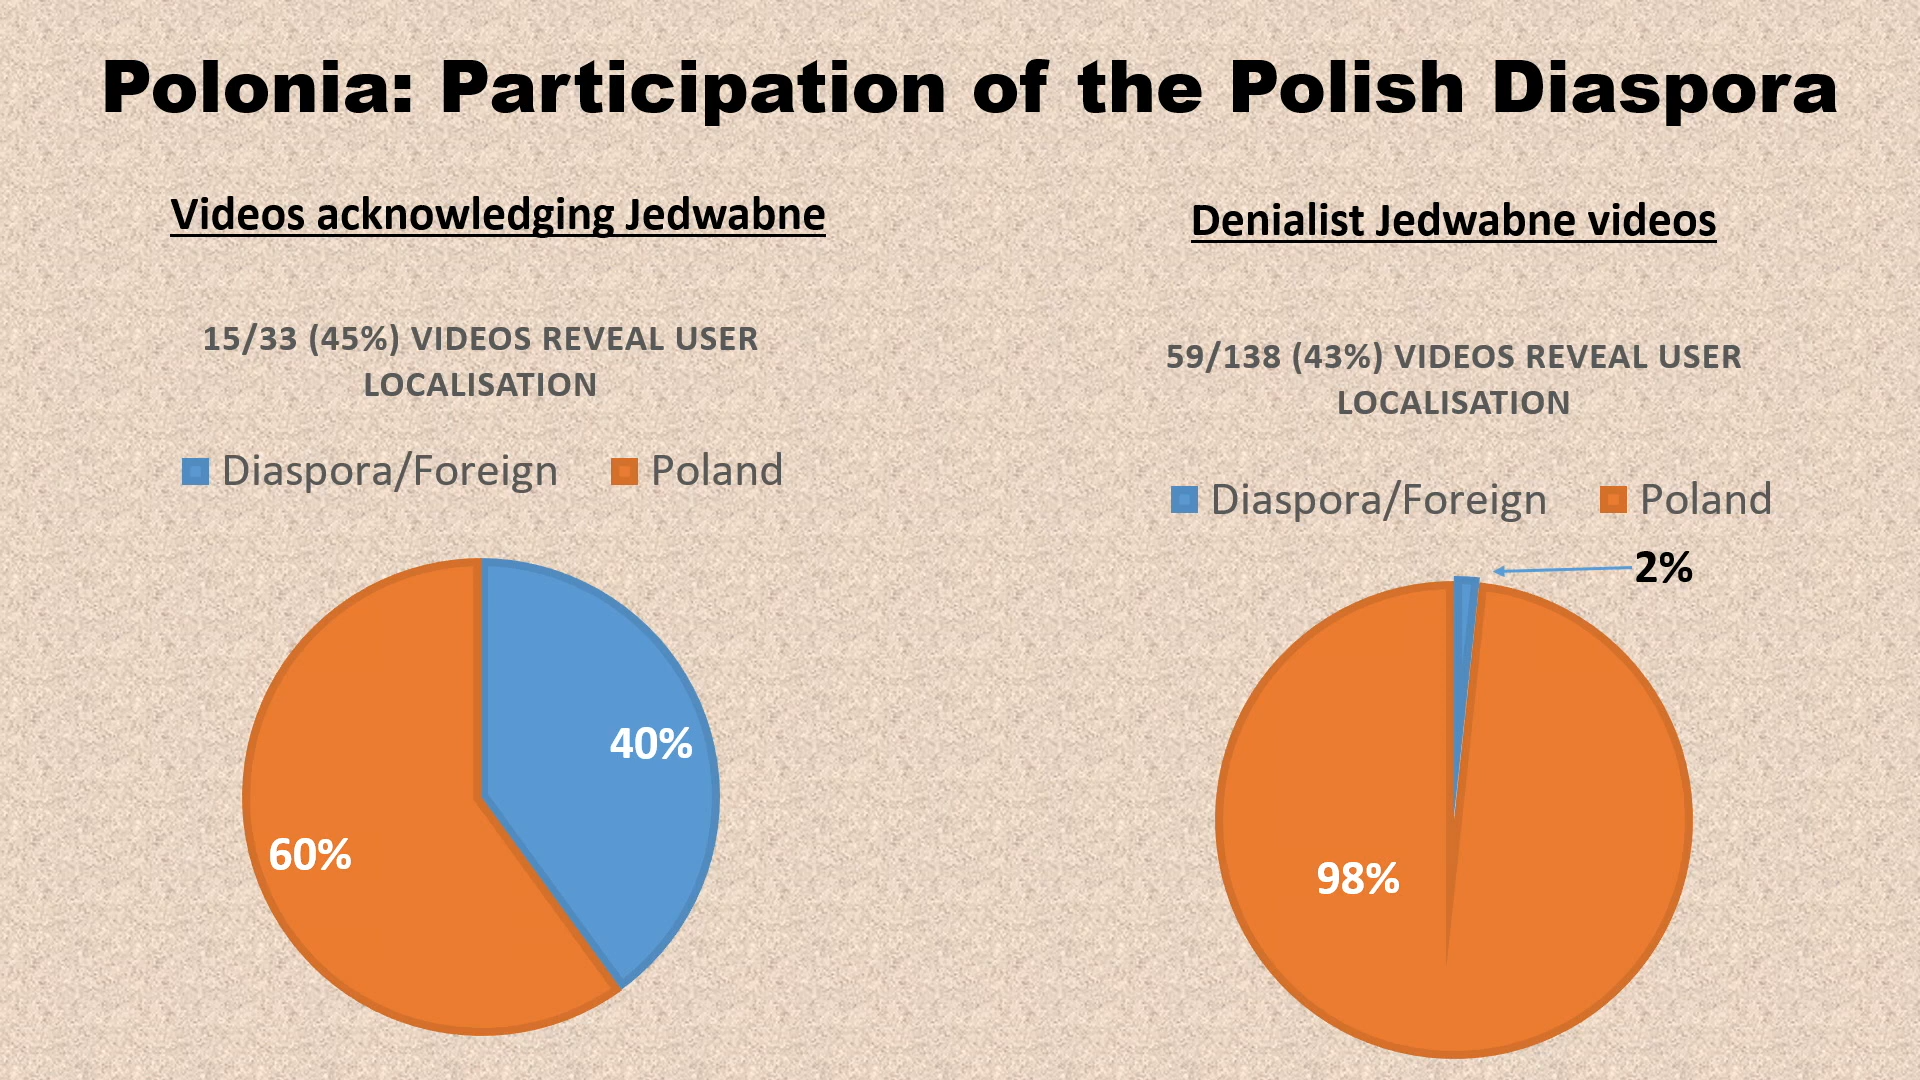 Polonia: Participation of the Polish Diaspora
Videos acknowledging Jedwabne
15/33 (45%) VIDEOS REVEAL USER
LOCALISATION
Diaspora/Foreign
Poland
40%
60%
Denialist Jedwabne videos
59/138 (43%) VIDEOS REVEAL USER
LOCALISATION
Diaspora/Foreign
Poland
2%
98%